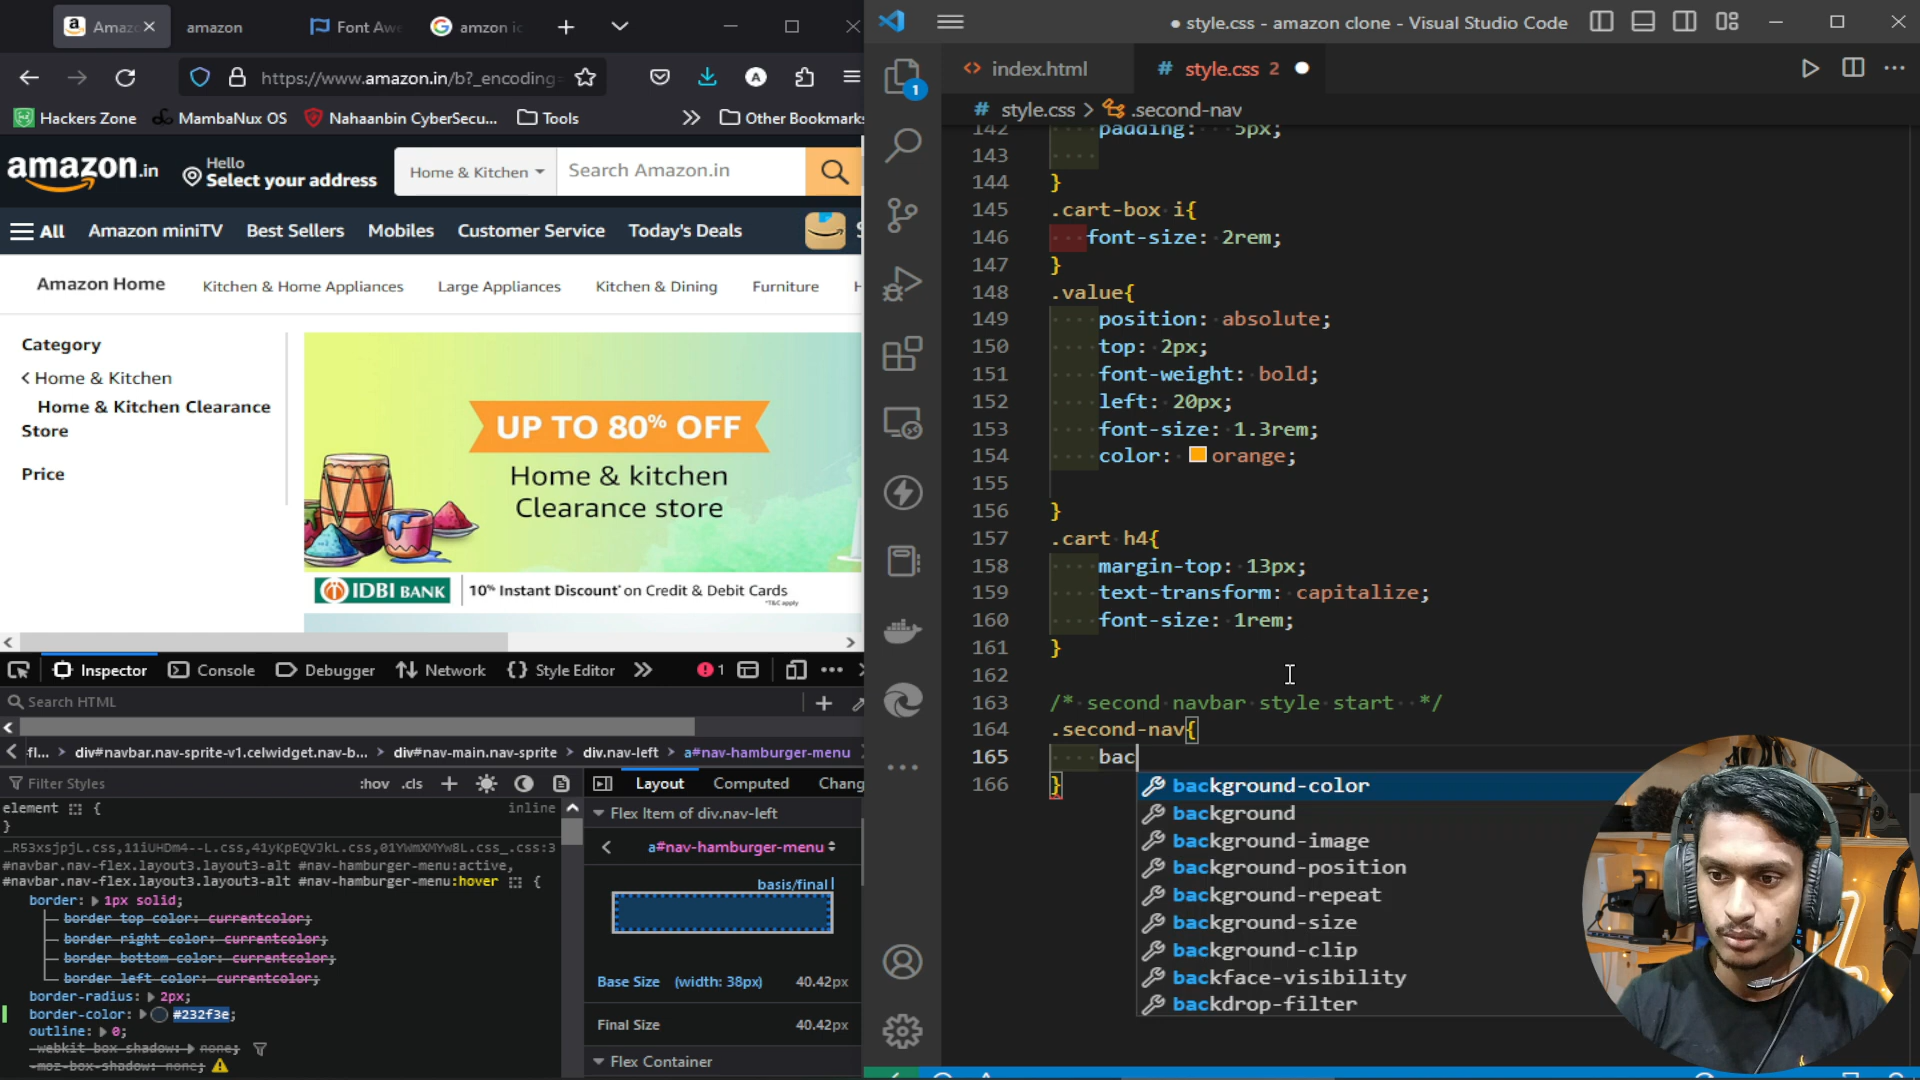 Amaz
amazon
Font Awe
amzon ic
https://www.amazon.in/b?_encoding=
Hackers Zone
MambaNux OS
Nahaanbin CyberSecu...
Tools
Other Bookmarks
amazon.in
Hello
Select your address
Home & Kitchen
Search Amazon.in
All
Amazon miniTV
Best Sellers
Mobiles
Customer Service
Today's Deals
Amazon Home
Kitchen & Home Appliances
Large Appliances
Kitchen & Dining
Furniture
Category
Home & Kitchen
Home & Kitchen Clearance
Store
Price
UP TO 80% OFF
Home & kitchen
Clearance store
IDBI BANK
10% Instant Discount* on Credit & Debit Cards
*T&C apply
Inspector
Console
Debugger
Network
Style Editor
1
Search HTML
-fl... > div#navbar.nav-sprite-v1.celwidget.nav-b... > div#nav-main.nav-sprite > div.nav-left > a#nav-hamburger-menu
Filter Styles
:hov .cls
Layout
Computed
Chang
element {
inline
}
#navbar.nav-flex.layout3.layout3-alt #nav-hamburger-menu:active,
#navbar.nav-flex.layout3.layout3-alt #nav-hamburger-menu:hover {
border: 1px solid;
border-top-color: currentcolor;
border-right-color: currentcolor;
border-bottom-color: currentcolor;
border-left-color: currentcolor;
border-radius: 2px;
border-color: #232f3e;
outline: 0;
-webkit-box-shadow: none;
-moz-box-shadow: none;
Flex Item of div.nav-left
a#nav-hamburger-menu
basis/final
Base Size (width: 38px) 40.42px
Final Size 40.42px
Flex Container
● style.css - amazon clone - Visual Studio Code
index.html
# style.css 2
# style.css > .second-nav
1
142 padding: 5px;
143
144 }
145 .cart-box i{
146 font-size: 2rem;
147 }
148 .value{
149 position: absolute;
150 top: 2px;
151 font-weight: bold;
152 left: 20px;
153 font-size: 1.3rem;
154 color: orange;
155
156 }
157 .cart h4{
158 margin-top: 13px;
159 text-transform: capitalize;
160 font-size: 1rem;
161 }
162
163 /* second navbar style start  */
164 .second-nav{
165 bac
166 }
background-color
background
background-image
background-position
background-repeat
background-size
background-clip
backface-visibility
backdrop-filter